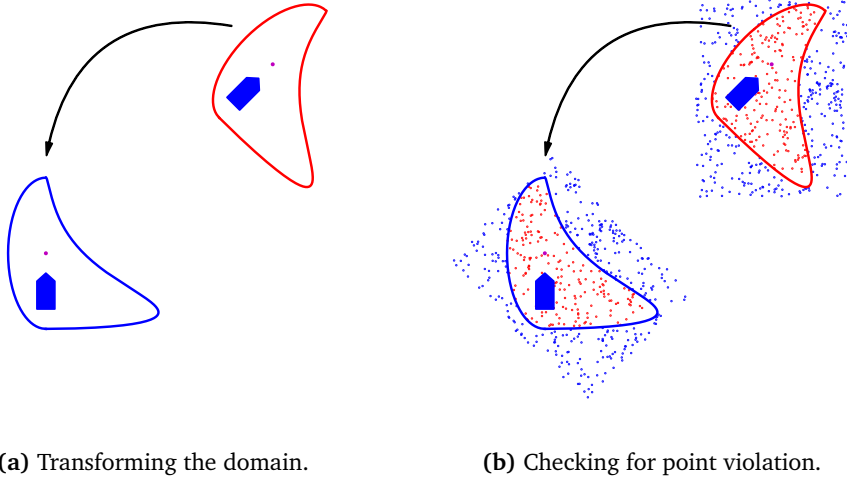 (a) Transforming the domain.
(b) Checking for point violation.